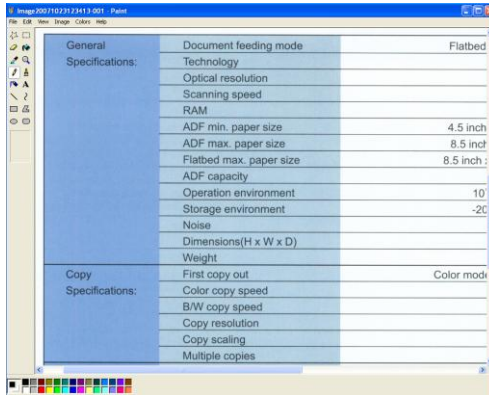 Image20071023123413-001 - Paint
File Edit View Image Colors Help
General Document feeding mode Flatbed
Specifications: Technology
Optical resolution
Scanning speed
RAM
ADF min. paper size 4.5 inch
ADF max. paper size 8.5 inch
Flatbed max. paper size 8.5 inch :
ADF capacity
Operation environment 10
Storage environment -20
Noise
Dimensions(H x W x D)
Weight
Copy First copy out Color mode
Specifications: Color copy speed
B/W copy speed
Copy resolution
Copy scaling
Multiple copies